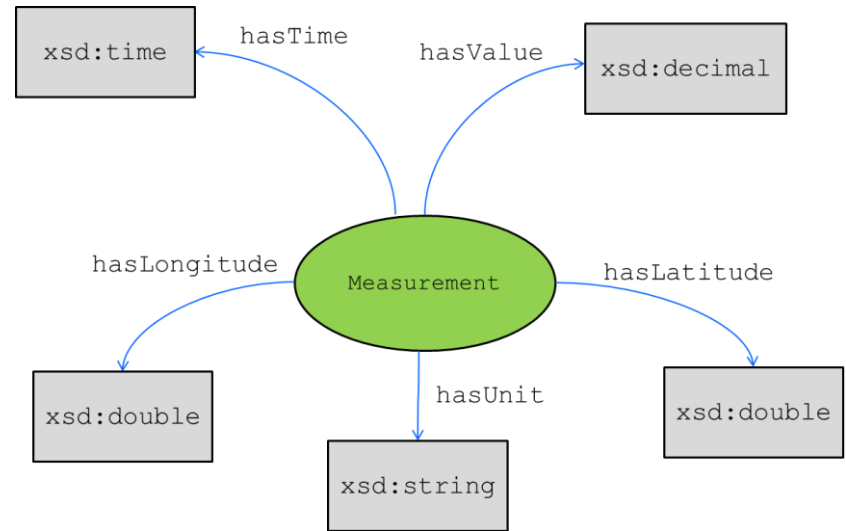 hasTime
xsd:time
hasValue
xsd:decimal
hasLongitude
Measurement
hasLatitude
xsd:double
hasUnit
xsd:double
xsd:string